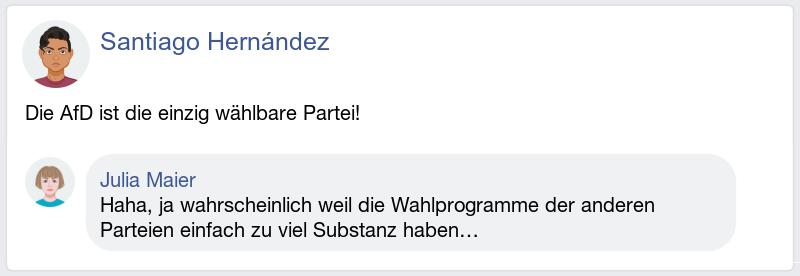 Santiago Hernández
Die AfD ist die einzig wählbare Partei!
Julia Maier
Haha, ja wahrscheinlich weil die Wahlprogramme der anderen
Parteien einfach zu viel Substanz haben…